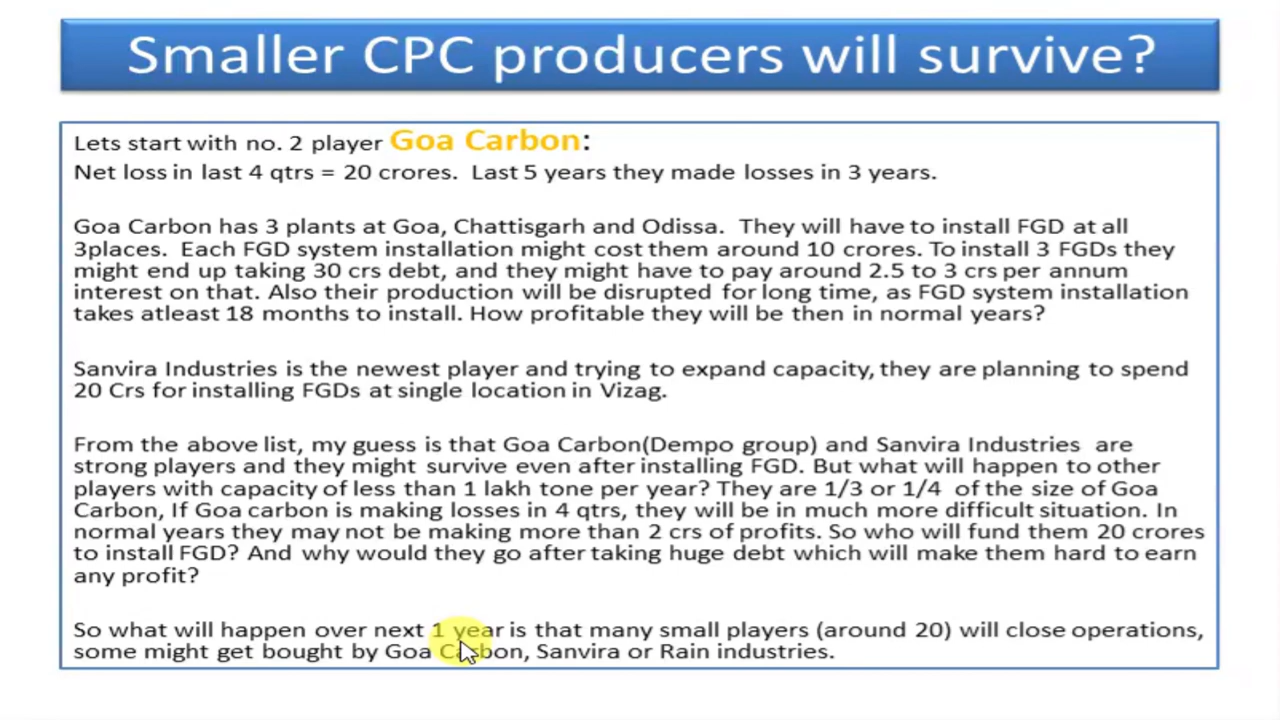 Smaller CPC producers will survive?
Lets start with no. 2 player Goa Carbon:
Net loss in last 4 qtrs = 20 crores. Last 5 years they made losses in 3 years.
Goa Carbon has 3 plants at Goa, Chattisgarh and Odissa. They will have to install FGD at all
3places. Each FGD system installation might cost them around 10 crores. To install 3 FGDs they
might end up taking 30 crs debt, and they might have to pay around 2.5 to 3 crs per annum
interest on that. Also their production will be disrupted for long time, as FGD system installation
takes atleast 18 months to install. How profitable they will be then in normal years?
Sanvira Industries is the newest player and trying to expand capacity, they are planning to spend
20 Crs for installing FGDs at single location in Vizag.
From the above list, my guess is that Goa Carbon(Dempo group) and Sanvira Industries are
strong players and they might survive even after installing FGD. But what will happen to other
players with capacity of less than 1 lakh tone per year? They are 1/3 or 1/4 of the size of Goa
Carbon, If Goa carbon is making losses in 4 qtrs, they will be in much more difficult situation. In
normal years they may not be making more than 2 crs of profits. So who will fund them 20 crores
to install FGD? And why would they go after taking huge debt which will make them hard to earn
any profit?
So what will happen over next 1 year is that many small players (around 20) will close operations,
some might get bought by Goa Carbon, Sanvira or Rain industries.